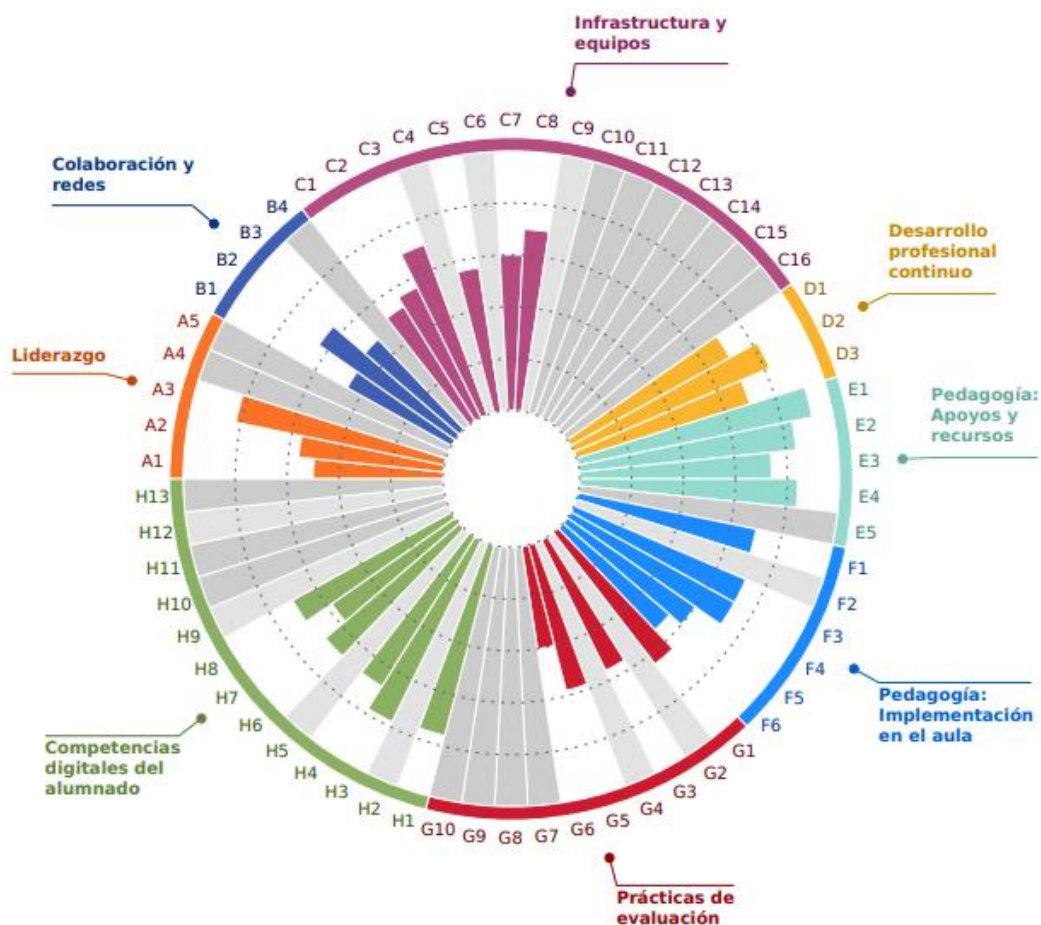 Infrastructura y
equipos
Colaboración y
redes
Desarrollo
profesional
continuo
Liderazgo
Pedagogía:
Apoyos y
recursos
Competencias
digitales del
alumnado
Pedagogía:
Implementación
en el aula
Prácticas de
evaluación
A1
A2
A3
A4
A5
B1
B2
B3
B4
C1
C2
C3
C4
C5
C6
C7
C8
C9
C10
C11
C12
C13
C14
C15
C16
D1
D2
D3
E1
E2
E3
E4
E5
F1
F2
F3
F4
F5
F6
G1
G2
G3
G4
G5
G6
G7
G8
G9
G10
H1
H2
H3
H4
H5
H6
H7
H8
H9
H10
H11
H12
H13